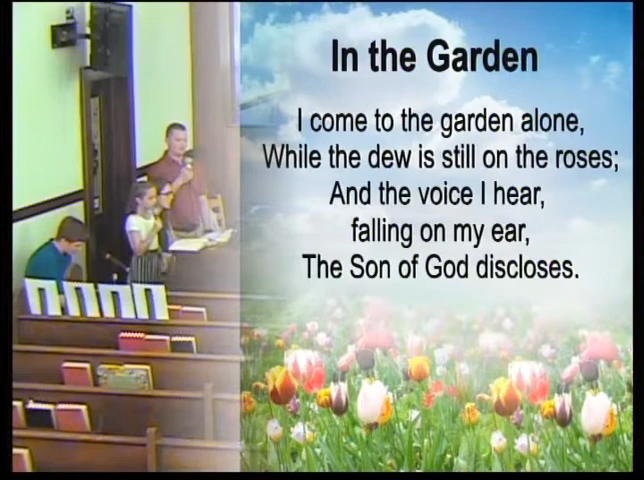 In the Garden
I come to the garden alone,
While the dew is still on the roses;
And the voice I hear,
falling on my ear,
The Son of God discloses.